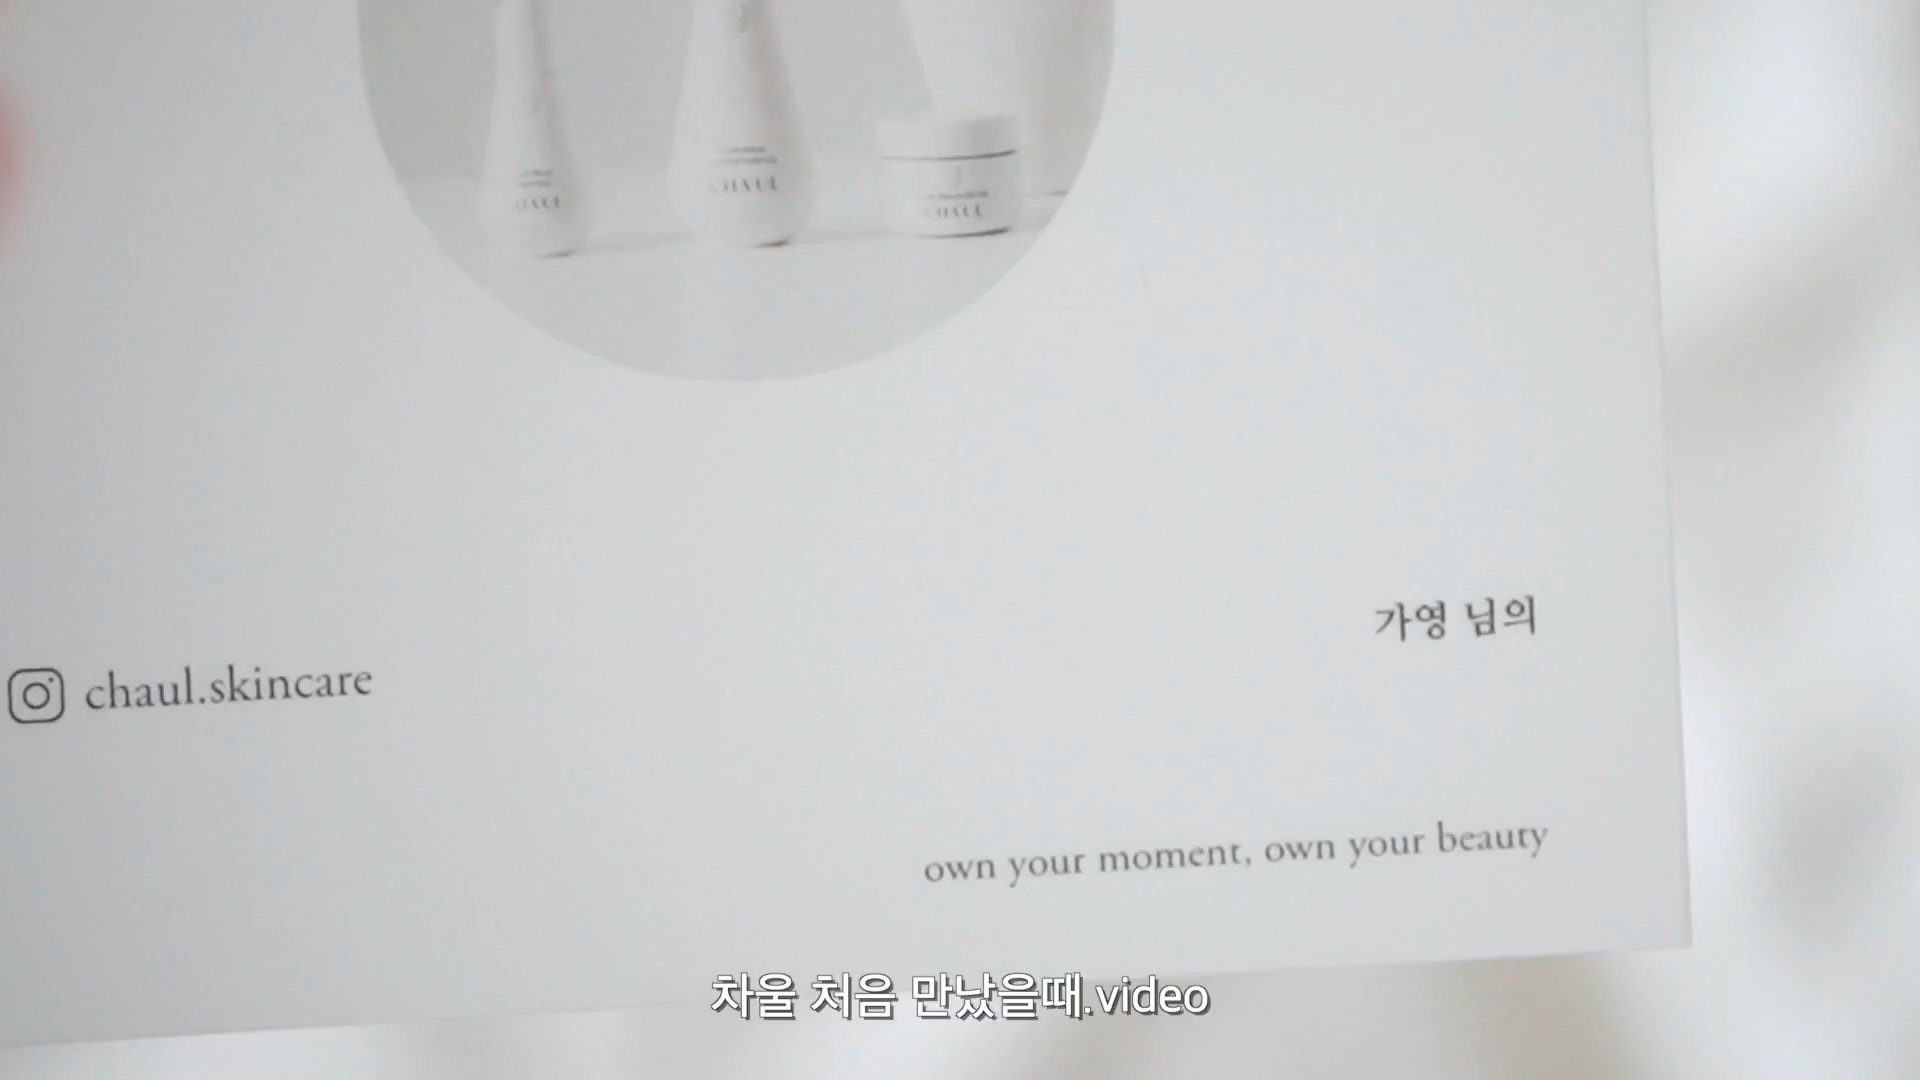 CHAUL
CHAUL
CHAUL
가영 님의
chaul.skincare
own your moment, own your beauty
차울 처음 만났을때.video